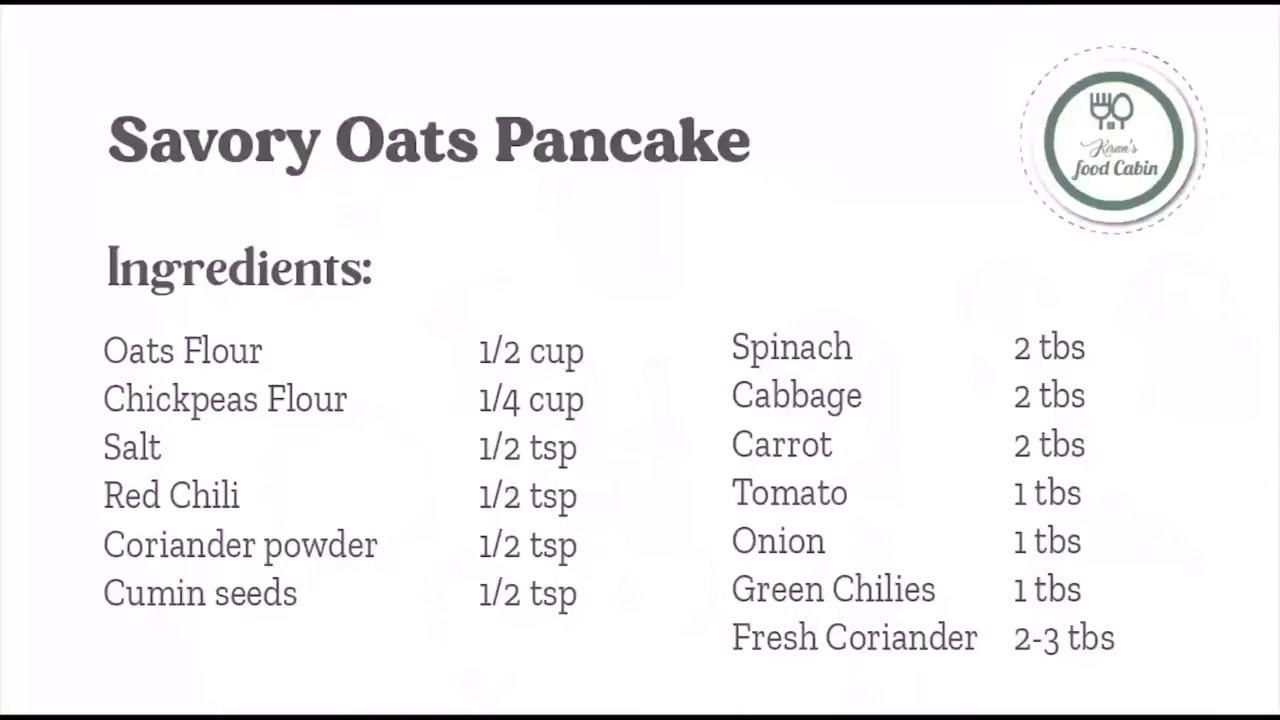 Savory Oats Pancake
Kiran's
food Cabin
Ingredients:
Oats Flour 1/2 cup
Chickpeas Flour 1/4 cup
Salt 1/2 tsp
Red Chili 1/2 tsp
Coriander powder 1/2 tsp
Cumin seeds 1/2 tsp
Spinach 2 tbs
Cabbage 2 tbs
Carrot 2 tbs
Tomato 1 tbs
Onion 1 tbs
Green Chilies 1 tbs
Fresh Coriander 2-3 tbs